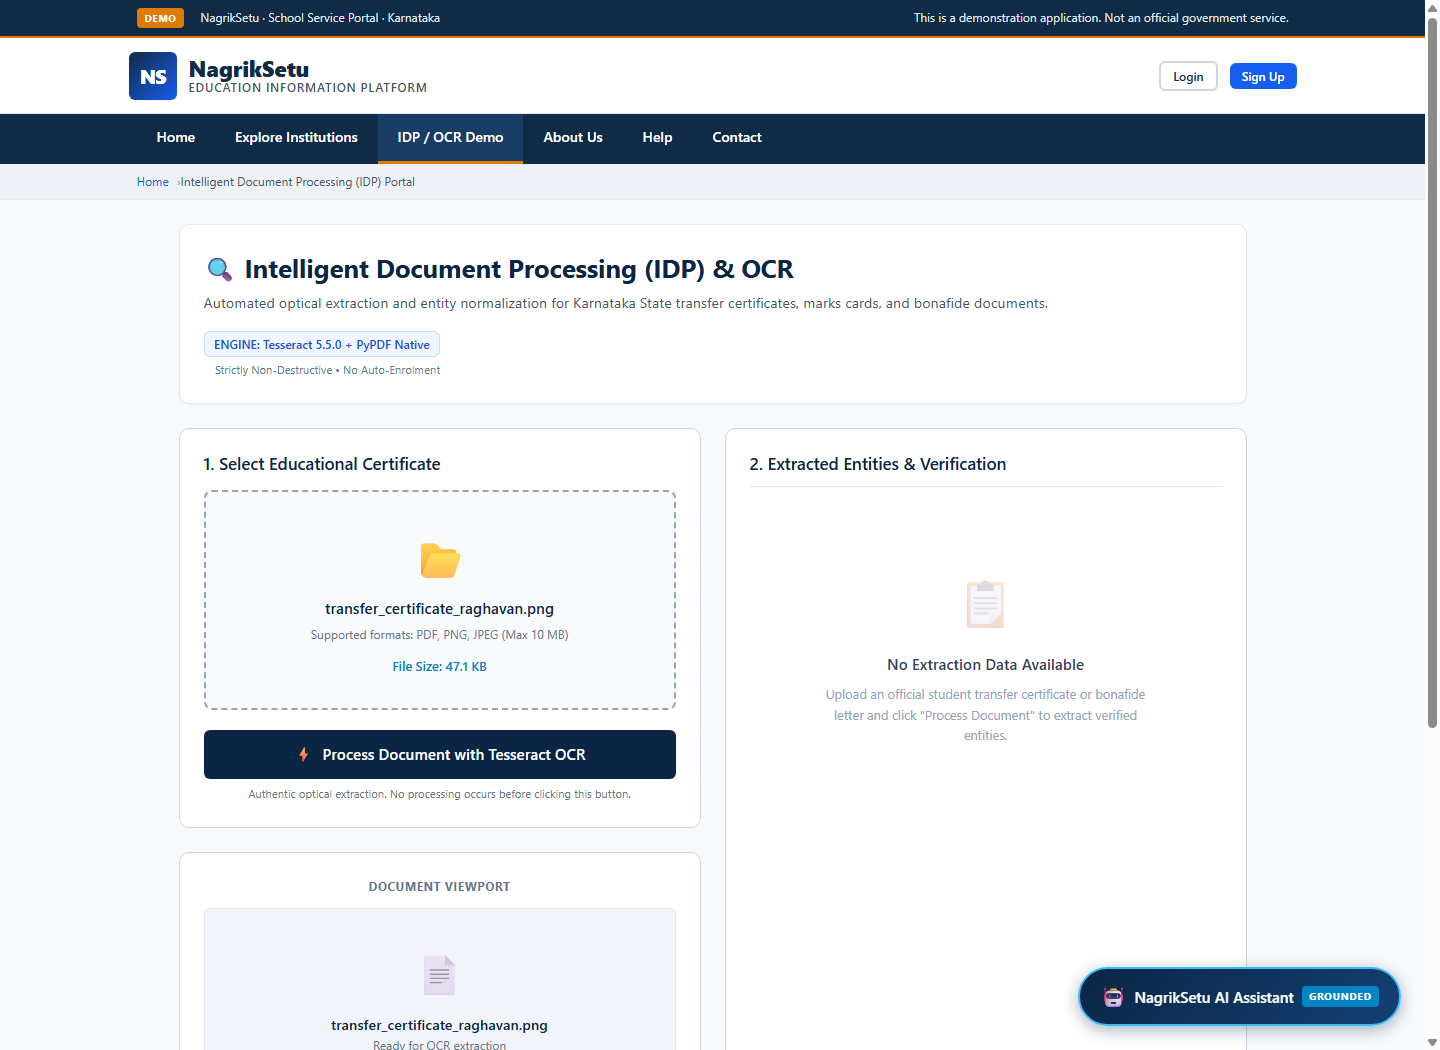 DEMO NagrikSetu · School Service Portal · Karnataka
This is a demonstration application. Not an official government service.
NS
NagrikSetu
EDUCATION INFORMATION PLATFORM
Login
Sign Up
Home
Explore Institutions
IDP / OCR Demo
About Us
Help
Contact
Home ›Intelligent Document Processing (IDP) Portal
Intelligent Document Processing (IDP) & OCR
Automated optical extraction and entity normalization for Karnataka State transfer certificates, marks cards, and bonafide documents.
ENGINE: Tesseract 5.5.0 + PyPDF Native
Strictly Non-Destructive • No Auto-Enrolment
1. Select Educational Certificate
transfer_certificate_raghavan.png
Supported formats: PDF, PNG, JPEG (Max 10 MB)
File Size: 47.1 KB
Process Document with Tesseract OCR
Authentic optical extraction. No processing occurs before clicking this button.
DOCUMENT VIEWPORT
transfer_certificate_raghavan.png
Ready for OCR extraction
2. Extracted Entities & Verification
No Extraction Data Available
Upload an official student transfer certificate or bonafide
letter and click "Process Document" to extract verified
entities.
NagrikSetu AI Assistant GROUNDED